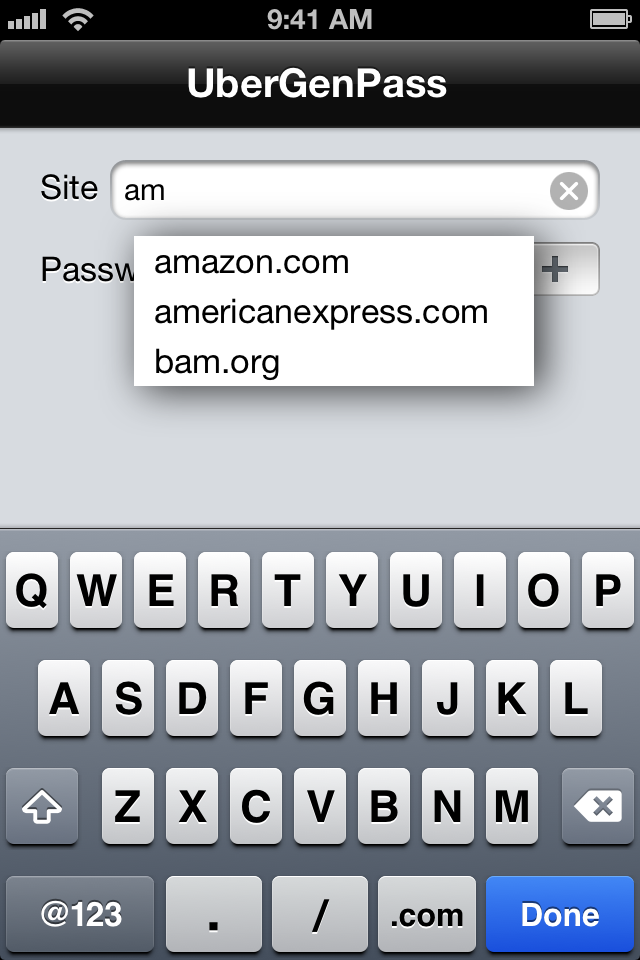 9:41 AM
UberGenPass
Site am
Passw
amazon.com
americanexpress.com
bam.org
Q W E R T Y U I O P
A S D F G H J K L
Z X C V B N M
@123 . / .com Done